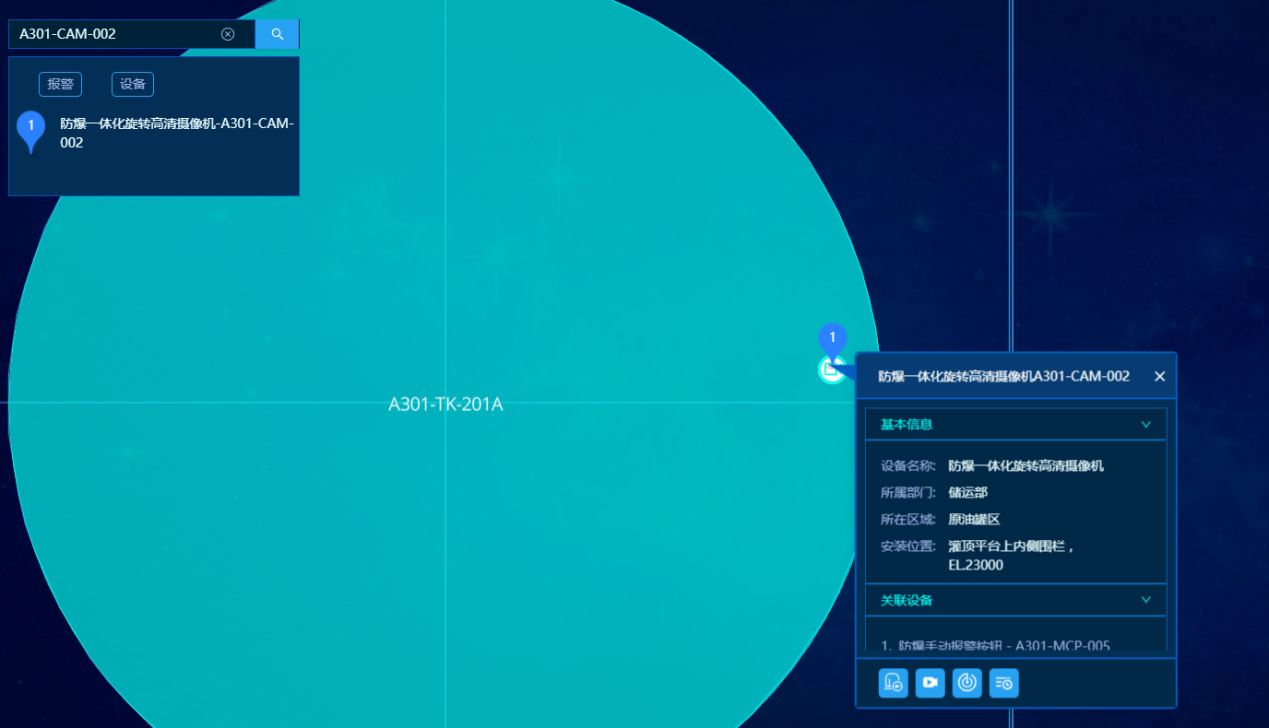 A301-CAM-002
报警 设备
1
防爆一体化旋转高清摄像机-A301-CAM-
002
1
A301-TK-201A
防爆一体化旋转高清摄像机A301-CAM-002
基本信息
设备名称: 防爆一体化旋转高清摄像机
所属部门: 储运部
所在区域: 原油罐区
安装位置: 灌顶平台上内侧围栏，
EL.23000
关联设备
1. 防爆手动报警按钮 - A301-MCP-005